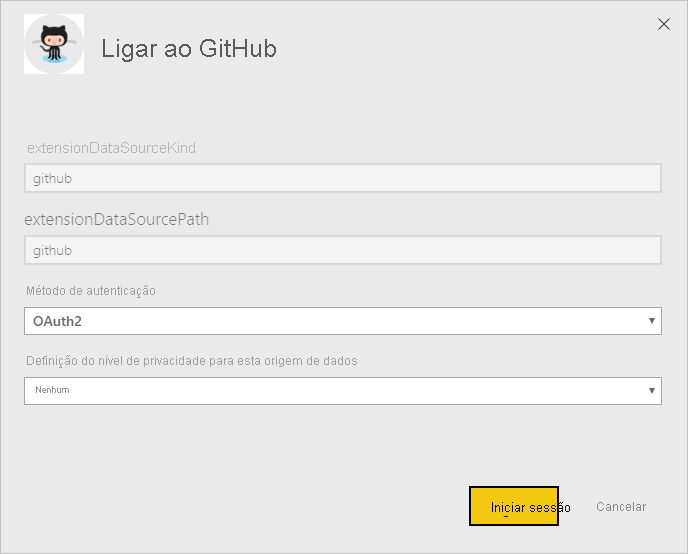 Ligar ao GitHub
extensionDataSourceKind
github
extensionDataSourcePath
github
Método de autenticação
OAuth2
Definição do nível de privacidade para esta origem de dados
Nenhum
Iniciar sessão
Cancelar